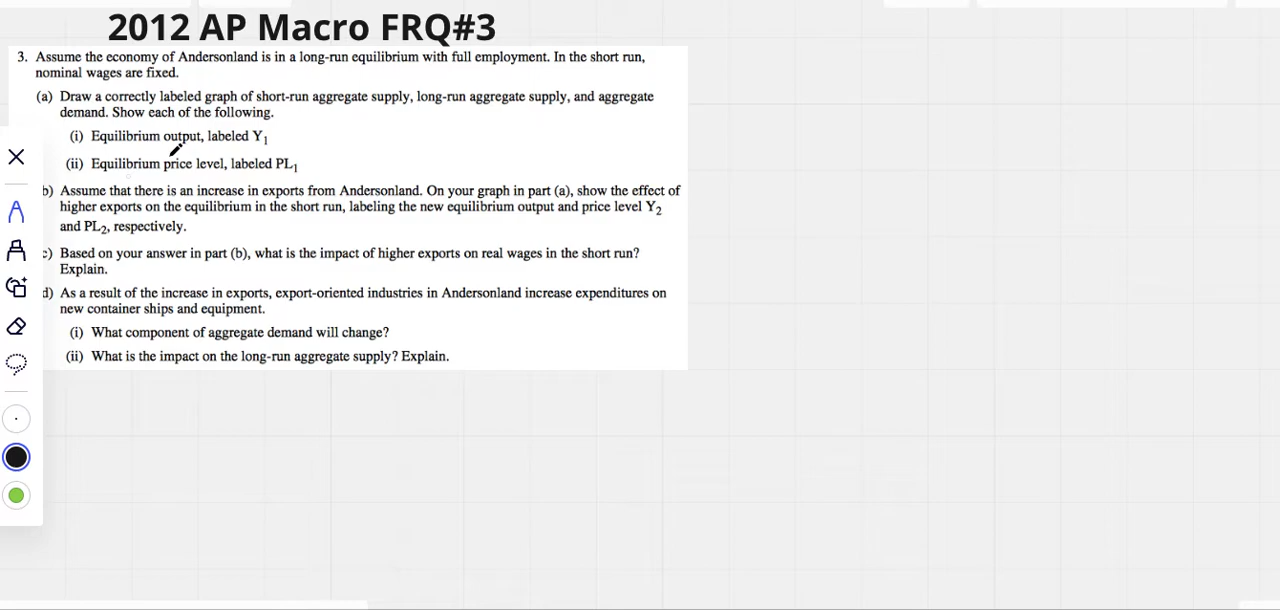 2012 AP Macro FRQ#3
3. Assume the economy of Andersonland is in a long-run equilibrium with full employment. In the short run,
nominal wages are fixed.
(a) Draw a correctly labeled graph of short-run aggregate supply, long-run aggregate supply, and aggregate
demand. Show each of the following.
(i) Equilibrium output, labeled Y1
(ii) Equilibrium price level, labeled PL1
b) Assume that there is an increase in exports from Andersonland. On your graph in part (a), show the effect of
higher exports on the equilibrium in the short run, labeling the new equilibrium output and price level Y2
and PL2, respectively.
c) Based on your answer in part (b), what is the impact of higher exports on real wages in the short run?
Explain.
d) As a result of the increase in exports, export-oriented industries in Andersonland increase expenditures on
new container ships and equipment.
(i) What component of aggregate demand will change?
(ii) What is the impact on the long-run aggregate supply? Explain.